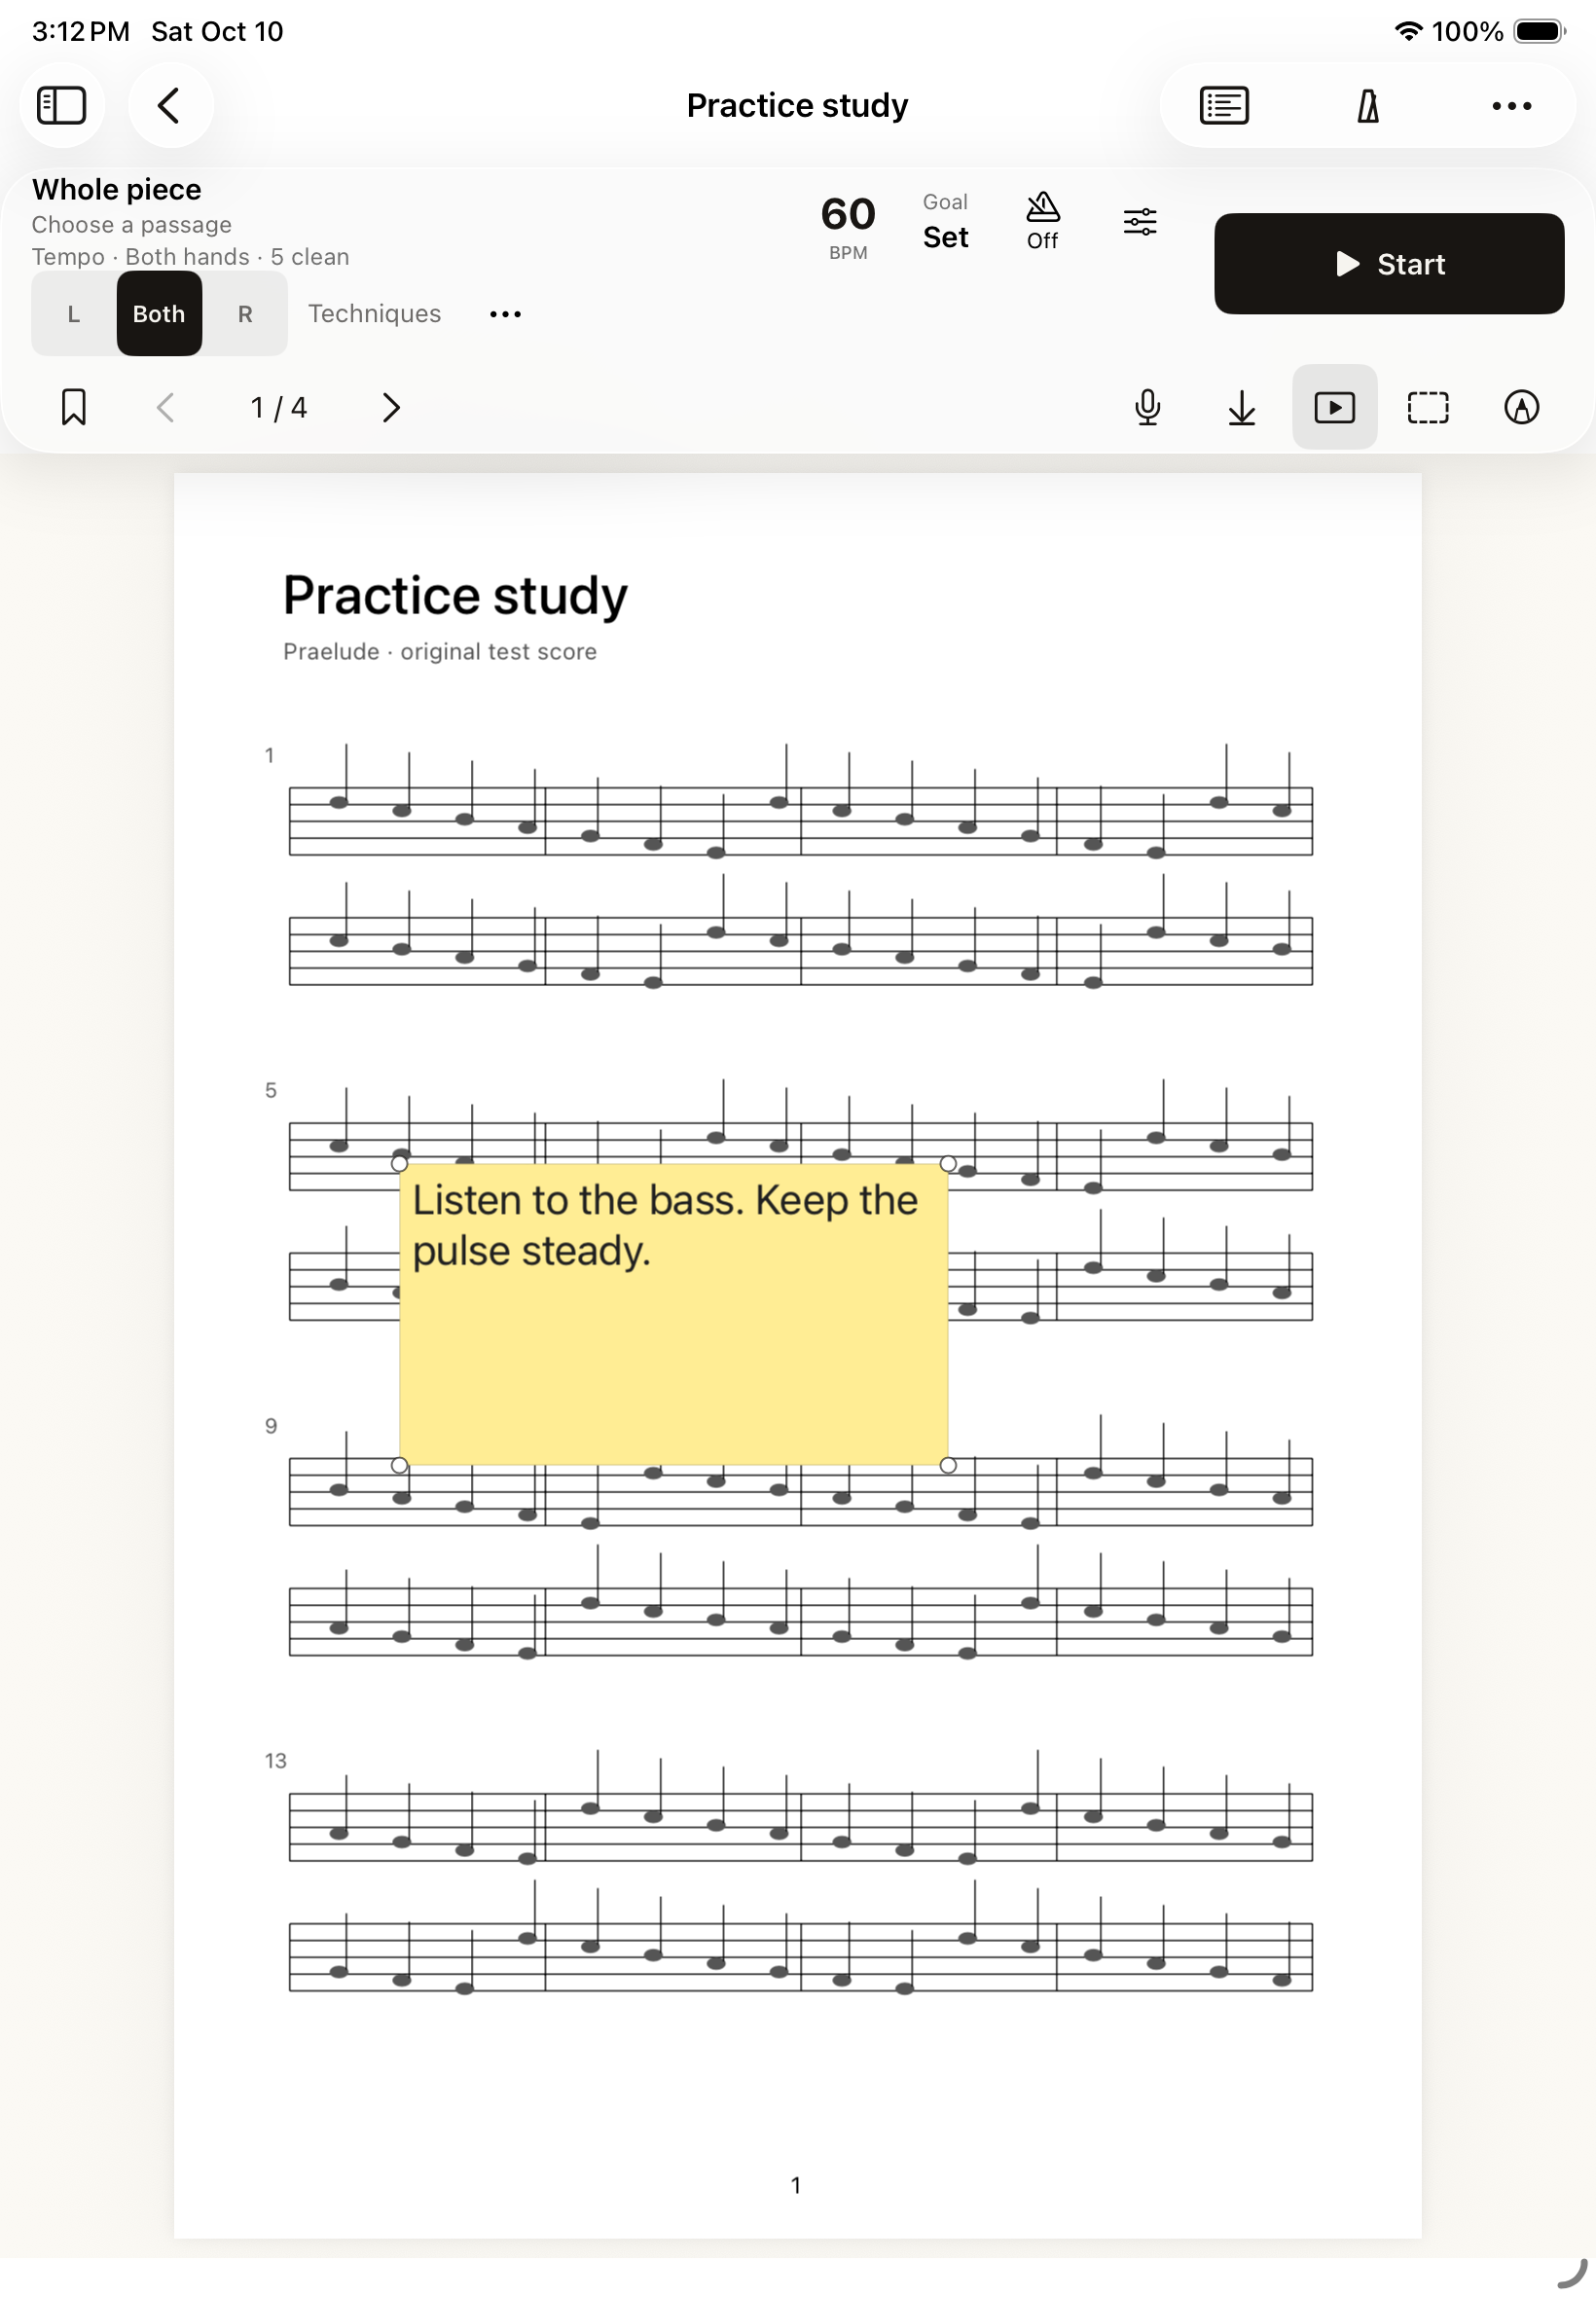 3:12 PM Sat Oct 10 100%
Practice study
Whole piece
Choose a passage
Tempo · Both hands · 5 clean
60
BPM
Goal
Set
Off
Start
L Both R Techniques
1 / 4
Practice study
Praelude · original test score
1
5
Listen to the bass. Keep the
pulse steady.
9
13
1